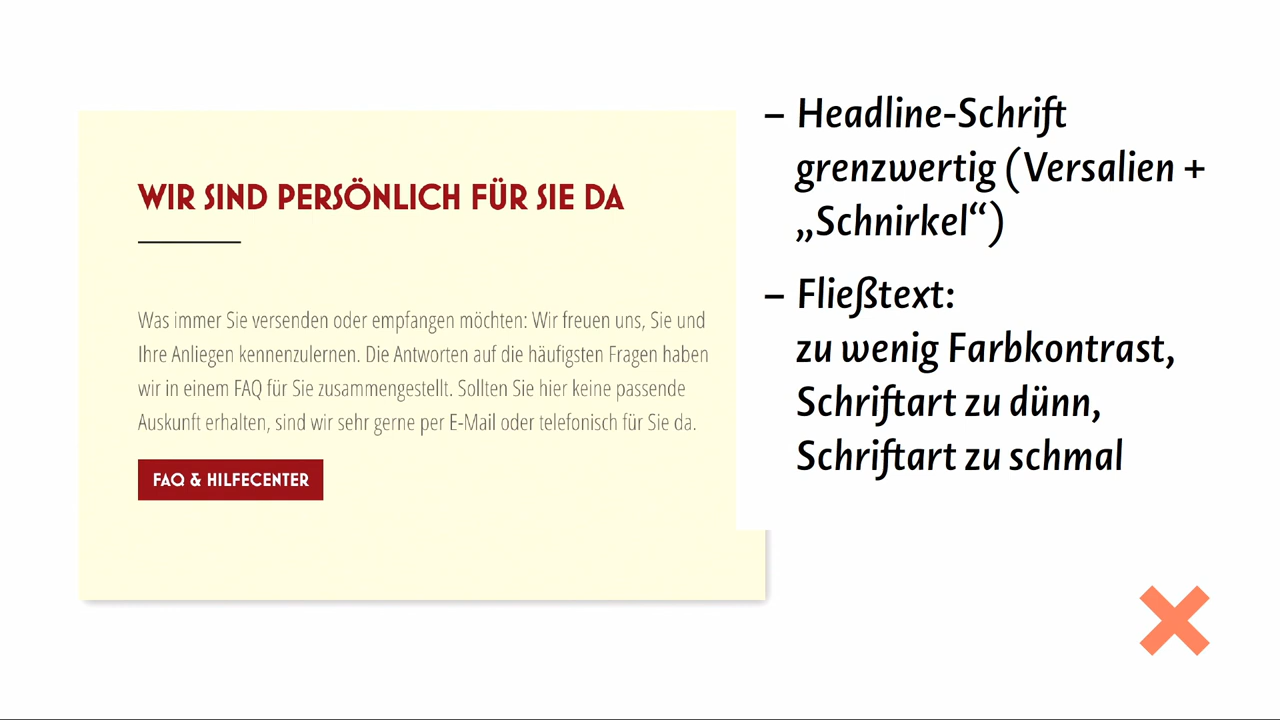 WIR SIND PERSÖNLICH FÜR SIE DA
Was immer Sie versenden oder empfangen möchten: Wir freuen uns, Sie und
Ihre Anliegen kennenzulernen. Die Antworten auf die häufigsten Fragen haben
wir in einem FAQ für Sie zusammengestellt. Sollten Sie hier keine passende
Auskunft erhalten, sind wir sehr gerne per E-Mail oder telefonisch für Sie da.
FAQ & HILFECENTER
– Headline-Schrift
grenzwertig (Versalien +
„Schnirkel“)
– Fließtext:
zu wenig Farbkontrast,
Schriftart zu dünn,
Schriftart zu schmal